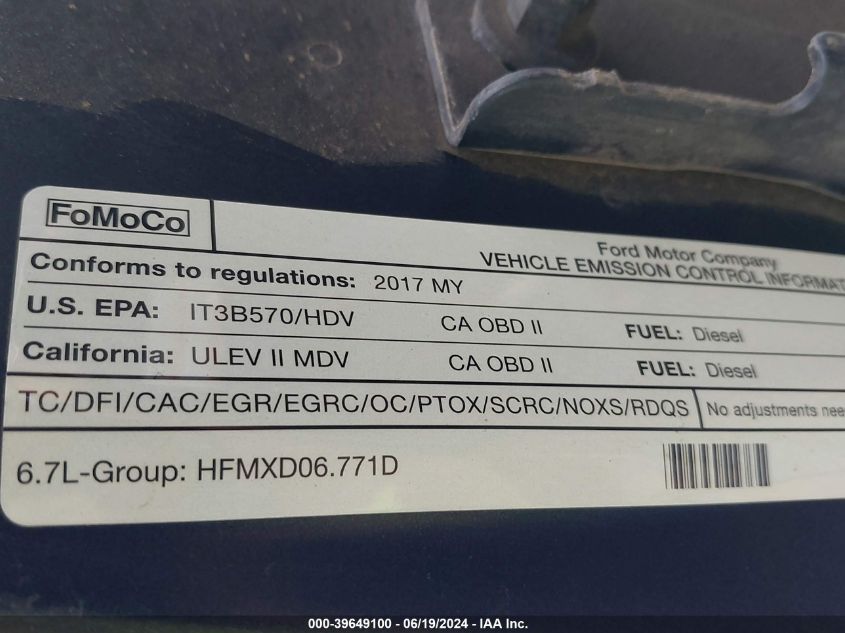 FoMoCo
Ford Motor Company
VEHICLE EMISSION CONTROL
Conforms to regulations: 2017 MY
U.S. EPA: IT3B570/HDV CA OBD II FUEL: Diesel
California: ULEV II MDV CA OBD II FUEL: Diesel
TC/DFI/CAC/EGR/EGRC/OC/PTOX/SCRC/NOXS/RDQS No adjustments
6.7L-Group: HFMXD06.771D
000-39649100 - 06/19/2024 - IAA Inc.